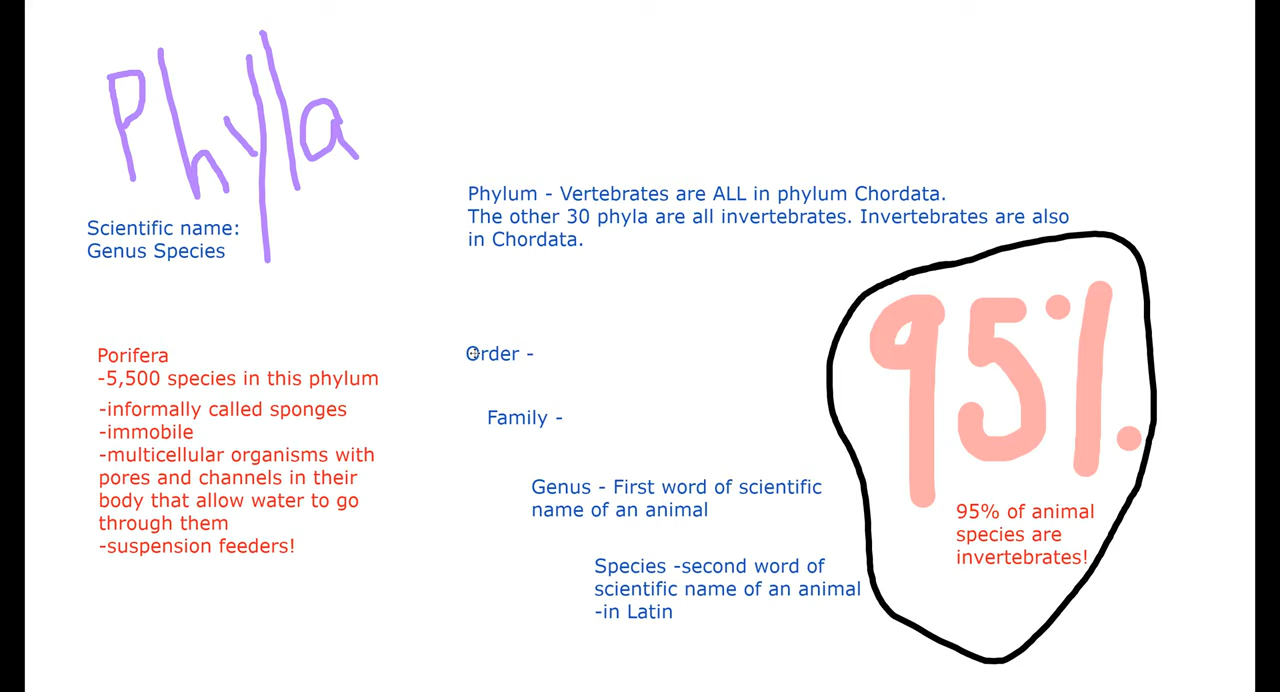 Phylla
Scientific name:
Genus Species
Phylum - Vertebrates are ALL in phylum Chordata.
The other 30 phyla are all invertebrates. Invertebrates are also
in Chordata.
Porifera
-5,500 species in this phylum
-informally called sponges
-immobile
-multicellular organisms with
pores and channels in their
body that allow water to go
through them
-suspension feeders!
Order -
Family -
Genus - First word of scientific
name of an animal
Species -second word of
scientific name of an animal
-in Latin
95%
95% of animal
species are
invertebrates!